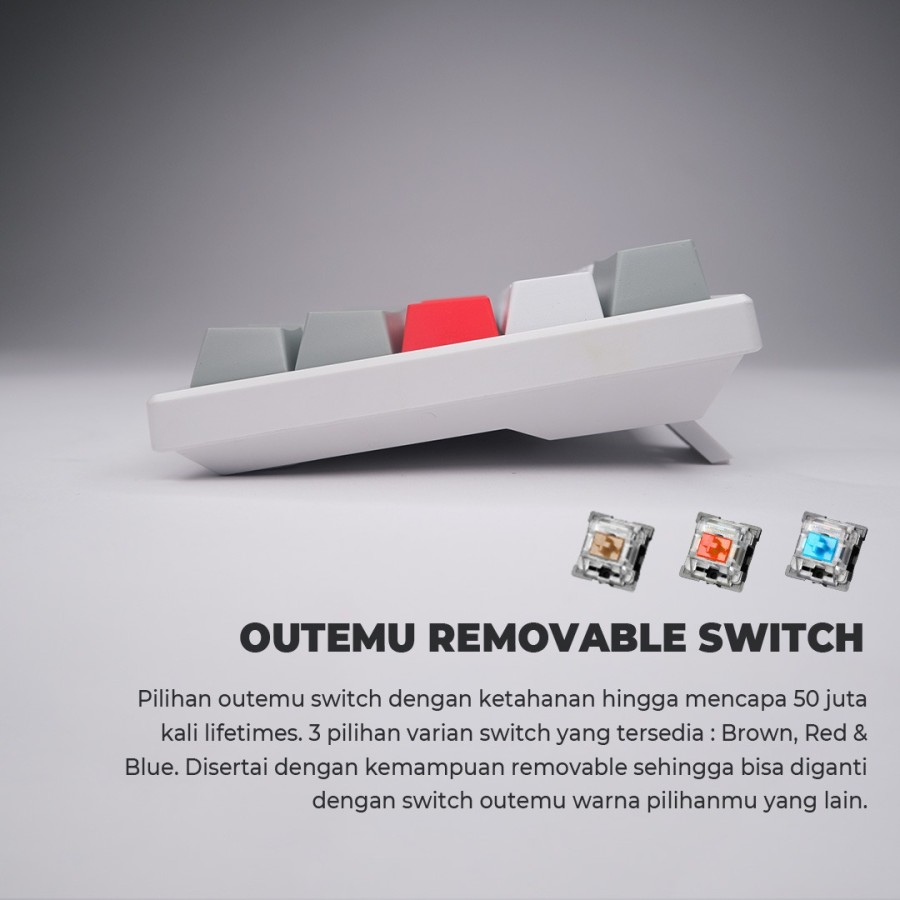 OUTEMU REMOVABLE SWITCH
Pilihan outemu switch dengan ketahanan hingga mencapa 50 juta
kali lifetimes. 3 pilihan varian switch yang tersedia : Brown, Red &
Blue. Disertai dengan kemampuan removable sehingga bisa diganti
dengan switch outemu warna pilihanmu yang lain.